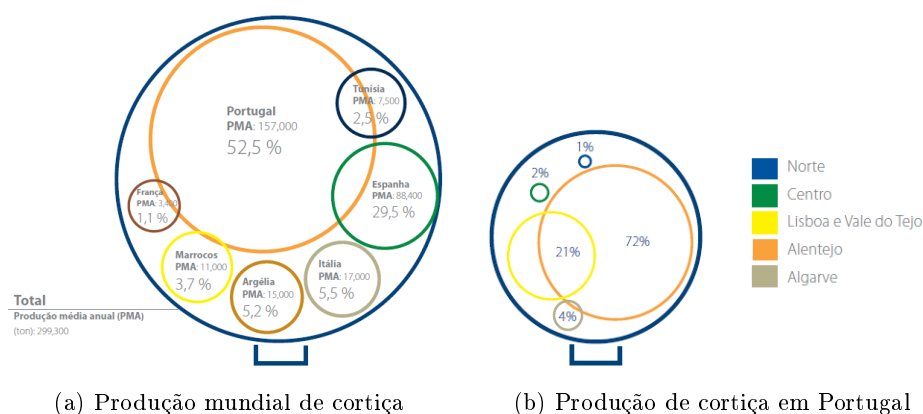 Portugal
PMA: 157,000
52,5 %
Tunísia
PMA: 7,500
2,5 %
Espanha
PMA: 88,400
29,5 %
França
PMA: 3,400
1,1 %
Marrocos
PMA: 11,000
3,7 %
Argélia
PMA: 15,000
5,2 %
Itália
PMA: 17,000
5,5 %
Total
Produção média anual (PMA)
(ton): 299,300
(a) Produção mundial de cortiça
1%
2%
21%
72%
4%
Norte
Centro
Lisboa e Vale do Tejo
Alentejo
Algarve
(b) Produção de cortiça em Portugal